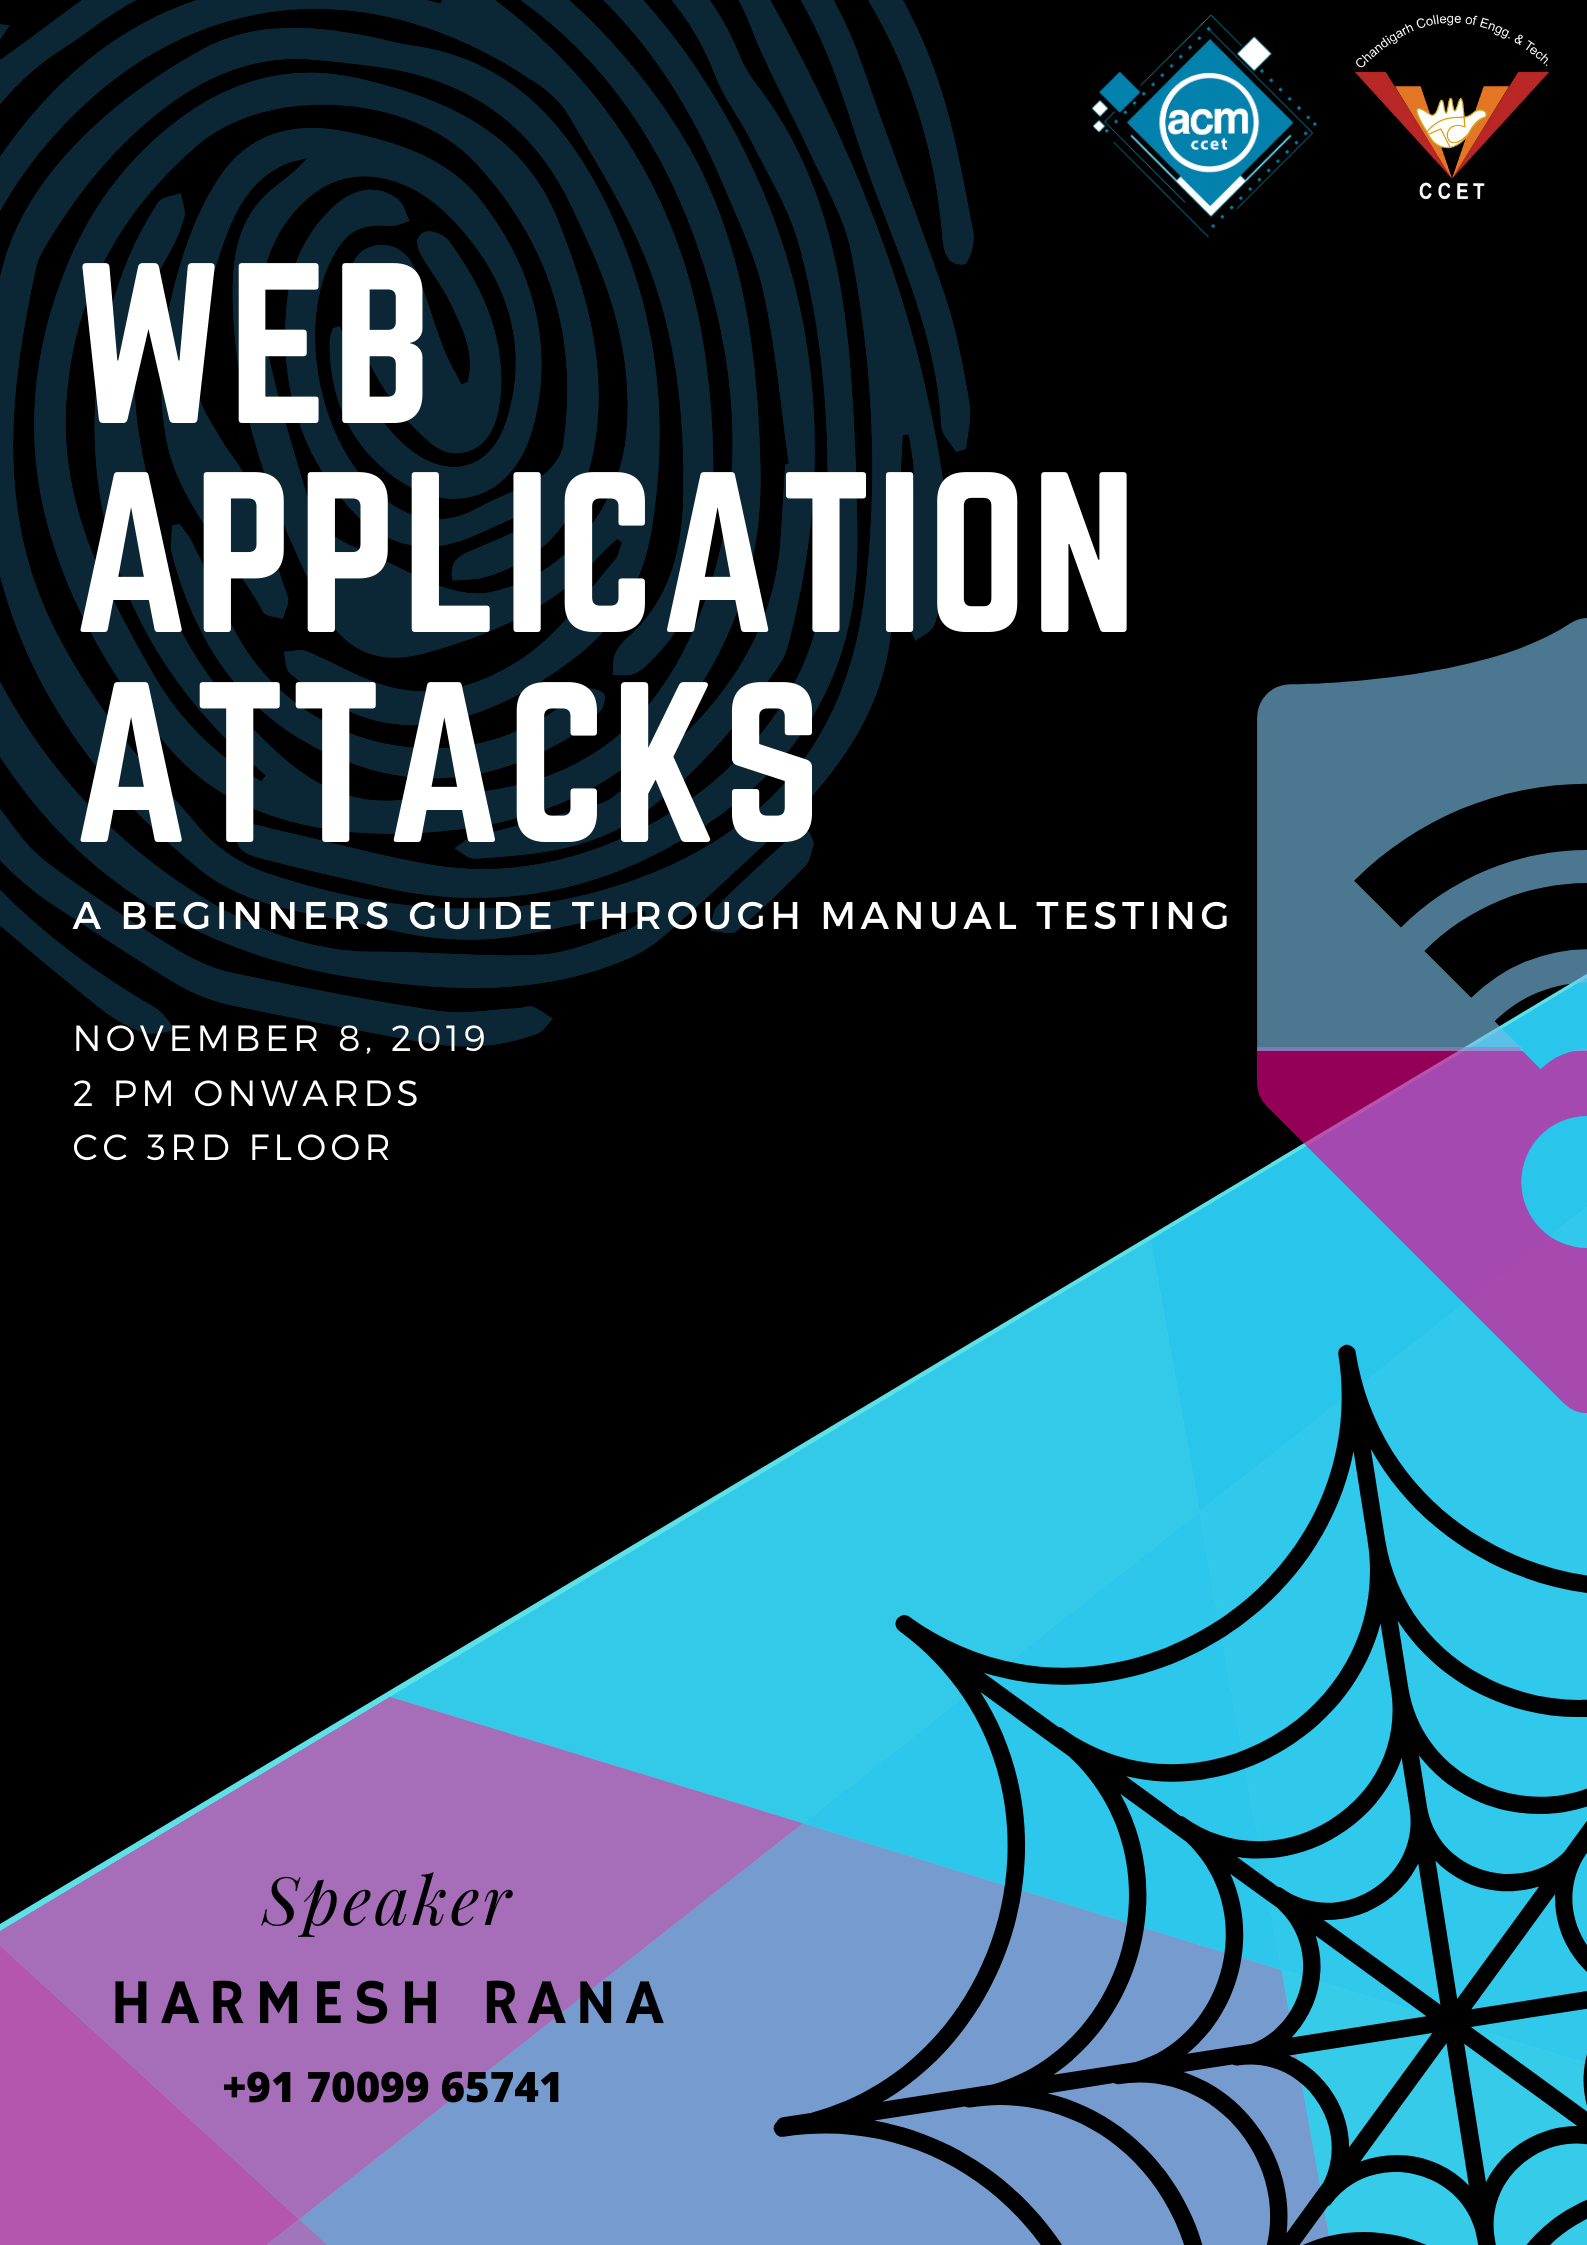 acm
ccet
Chandigarh College of Engg. & Tech.
CCET
WEB
APPLICATION
ATTACKS
A BEGINNERS GUIDE THROUGH MANUAL TESTING
NOVEMBER 8, 2019
2 PM ONWARDS
CC 3RD FLOOR
Speaker
HARMESH RANA
+91 70099 65741